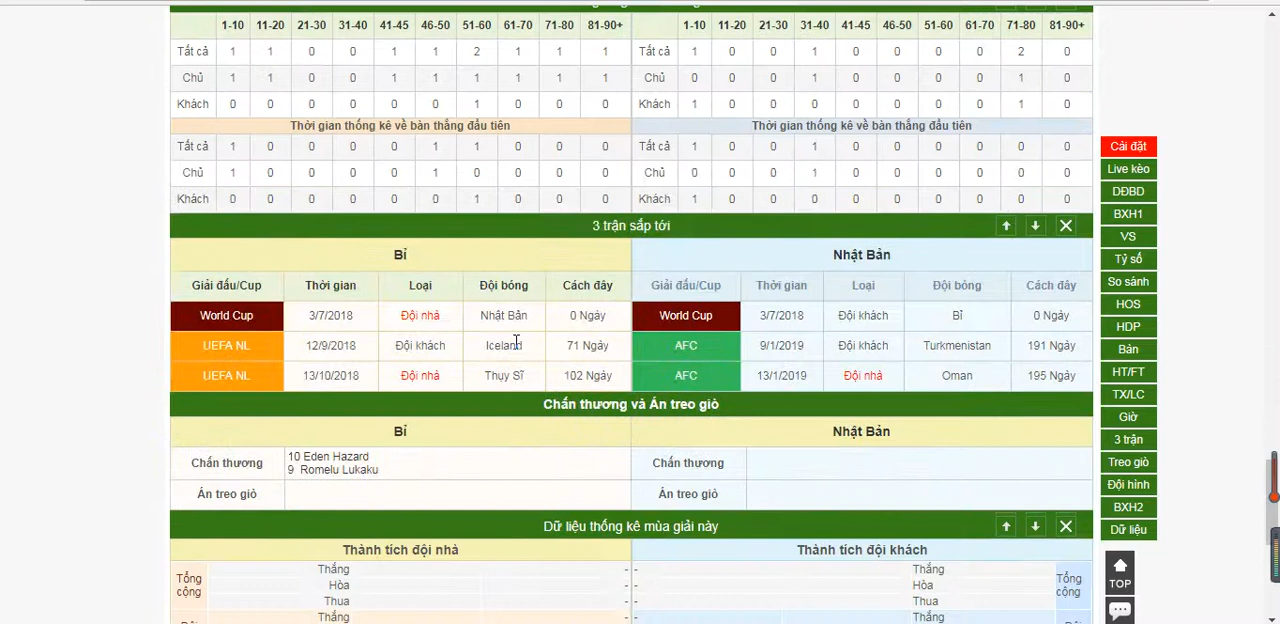 1-10 11-20 21-30 31-40 41-45 46-50 51-60 61-70 71-80 81-90+ 1-10 11-20 21-30 31-40 41-45 46-50 51-60 61-70 71-80 81-90+
Tất cả 1 1 0 0 1 1 2 1 1 1 Tất cả 1 0 0 1 0 0 0 0 2 0
Chủ 1 1 0 0 1 1 1 1 1 1 Chủ 0 0 0 1 0 0 0 0 1 0
Khách 0 0 0 0 0 0 1 0 0 0 Khách 1 0 0 0 0 0 0 0 1 0
Thời gian thống kê về bàn thắng đầu tiên Thời gian thống kê về bàn thắng đầu tiên
Tất cả 1 0 0 0 0 1 1 0 0 0 Tất cả 1 0 0 1 0 0 0 0 0 0
Chủ 1 0 0 0 0 1 0 0 0 0 Chủ 0 0 0 1 0 0 0 0 0 0
Khách 0 0 0 0 0 0 1 0 0 0 Khách 1 0 0 0 0 0 0 0 0 0
3 trận sắp tới
Bỉ Nhật Bản
Giải đấu/Cup Thời gian Loại Đội bóng Cách đây Giải đấu/Cup Thời gian Loại Đội bóng Cách đây
World Cup 3/7/2018 Đội nhà Nhật Bản 0 Ngày World Cup 3/7/2018 Đội khách Bỉ 0 Ngày
UEFA NL 12/9/2018 Đội khách Iceland 71 Ngày AFC 9/1/2019 Đội khách Turkmenistan 191 Ngày
UEFA NL 13/10/2018 Đội nhà Thụy Sĩ 102 Ngày AFC 13/1/2019 Đội nhà Oman 195 Ngày
Chấn thương và Án treo giò
Bỉ Nhật Bản
Chấn thương 10 Eden Hazard Chấn thương
9 Romelu Lukaku
Án treo giò Án treo giò
Dữ liệu thống kê mùa giải này
Thành tích đội nhà Thành tích đội khách
Tổng cộng Thắng - - Thắng Tổng cộng
Hòa - - Hòa
Thua - - Thua
Thắng - - Thắng
Cài đặt
Live kèo
DĐBD
BXH1
VS
Tỷ số
So sánh
HOS
HDP
Bàn
HT/FT
TX/LC
Giờ
3 trận
Treo giò
Đội hình
BXH2
Dữ liệu
TOP